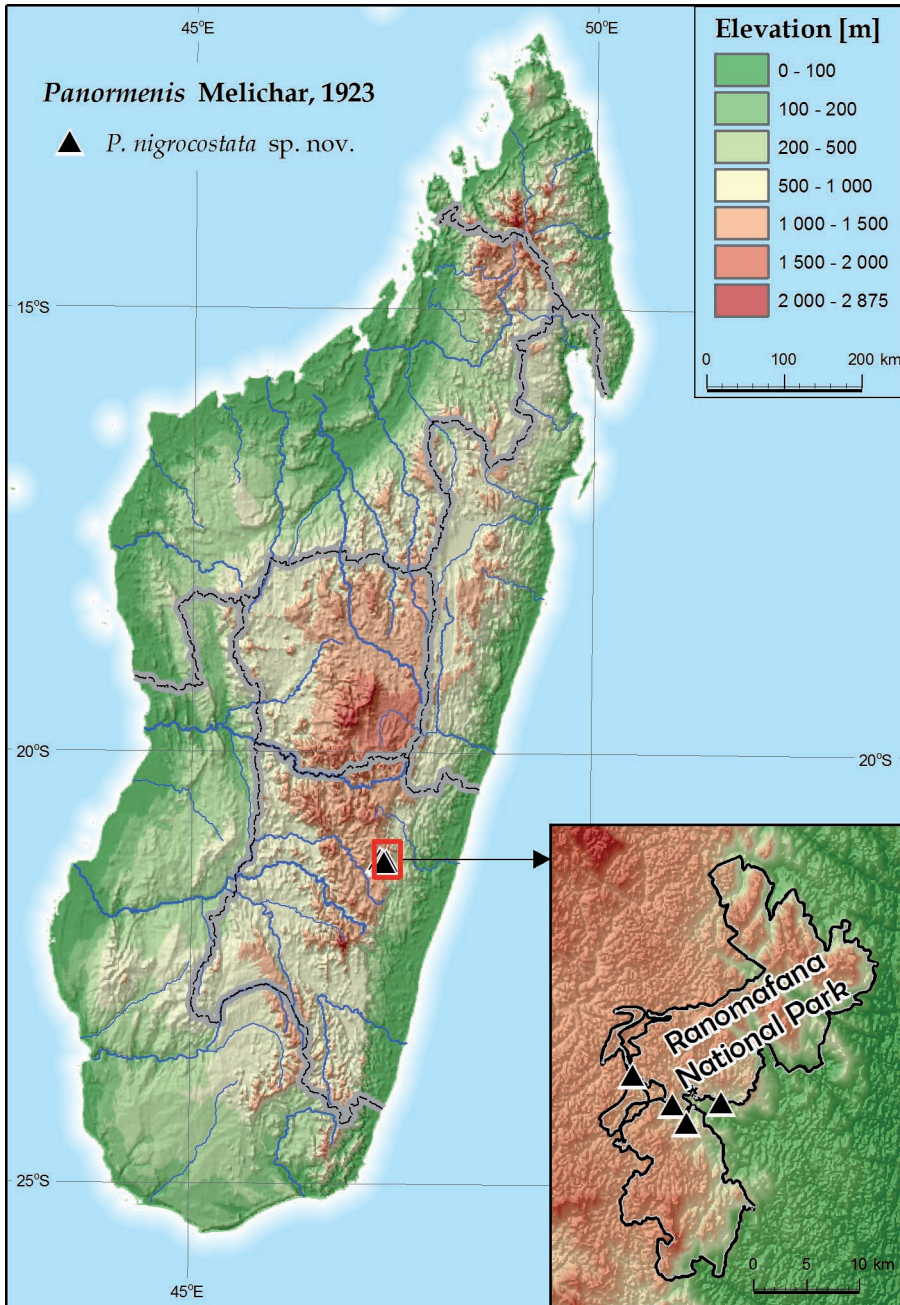 45°E
50°E
Panormenis Melichar, 1923
P. nigrocostata sp. nov.
Elevation [m]
0 - 100
100 - 200
200 - 500
500 - 1 000
1 000 - 1 500
1 500 - 2 000
2 000 - 2 875
0 100 200 km
15°S
20°S
20°S
Ranomafana
National Park
25°S
0 5 10 km
45°E